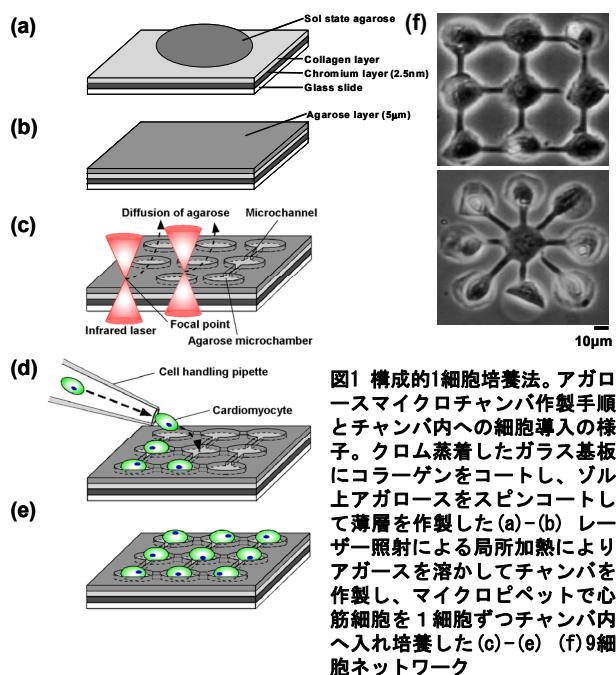 (a)
Sol state agarose
Collagen layer
Chromium layer (2.5nm)
Glass slide
(b)
Agarose layer (5μm)
(c)
Diffusion of agarose
Microchannel
Infrared laser
Focal point
Agarose microchamber
(d)
Cell handling pipette
Cardiomyocyte
(e)
(f)
10μm
図1 構成的1細胞培養法。アガロ
ースマイクロチャンバ作製手順
とチャンバ内への細胞導入の様
子。クロム蒸着したガラス基板
にコラーゲンをコートし、ゾル
上アガロースをスピンコートし
て薄層を作製した(a)-(b) レー
ザー照射による局所加熱により
アガースを溶かしてチャンバを
作製し、マイクロピペットで心
筋細胞を１細胞ずつチャンバ内
へ入れ培養した(c)-(e) (f)9細
胞ネットワーク